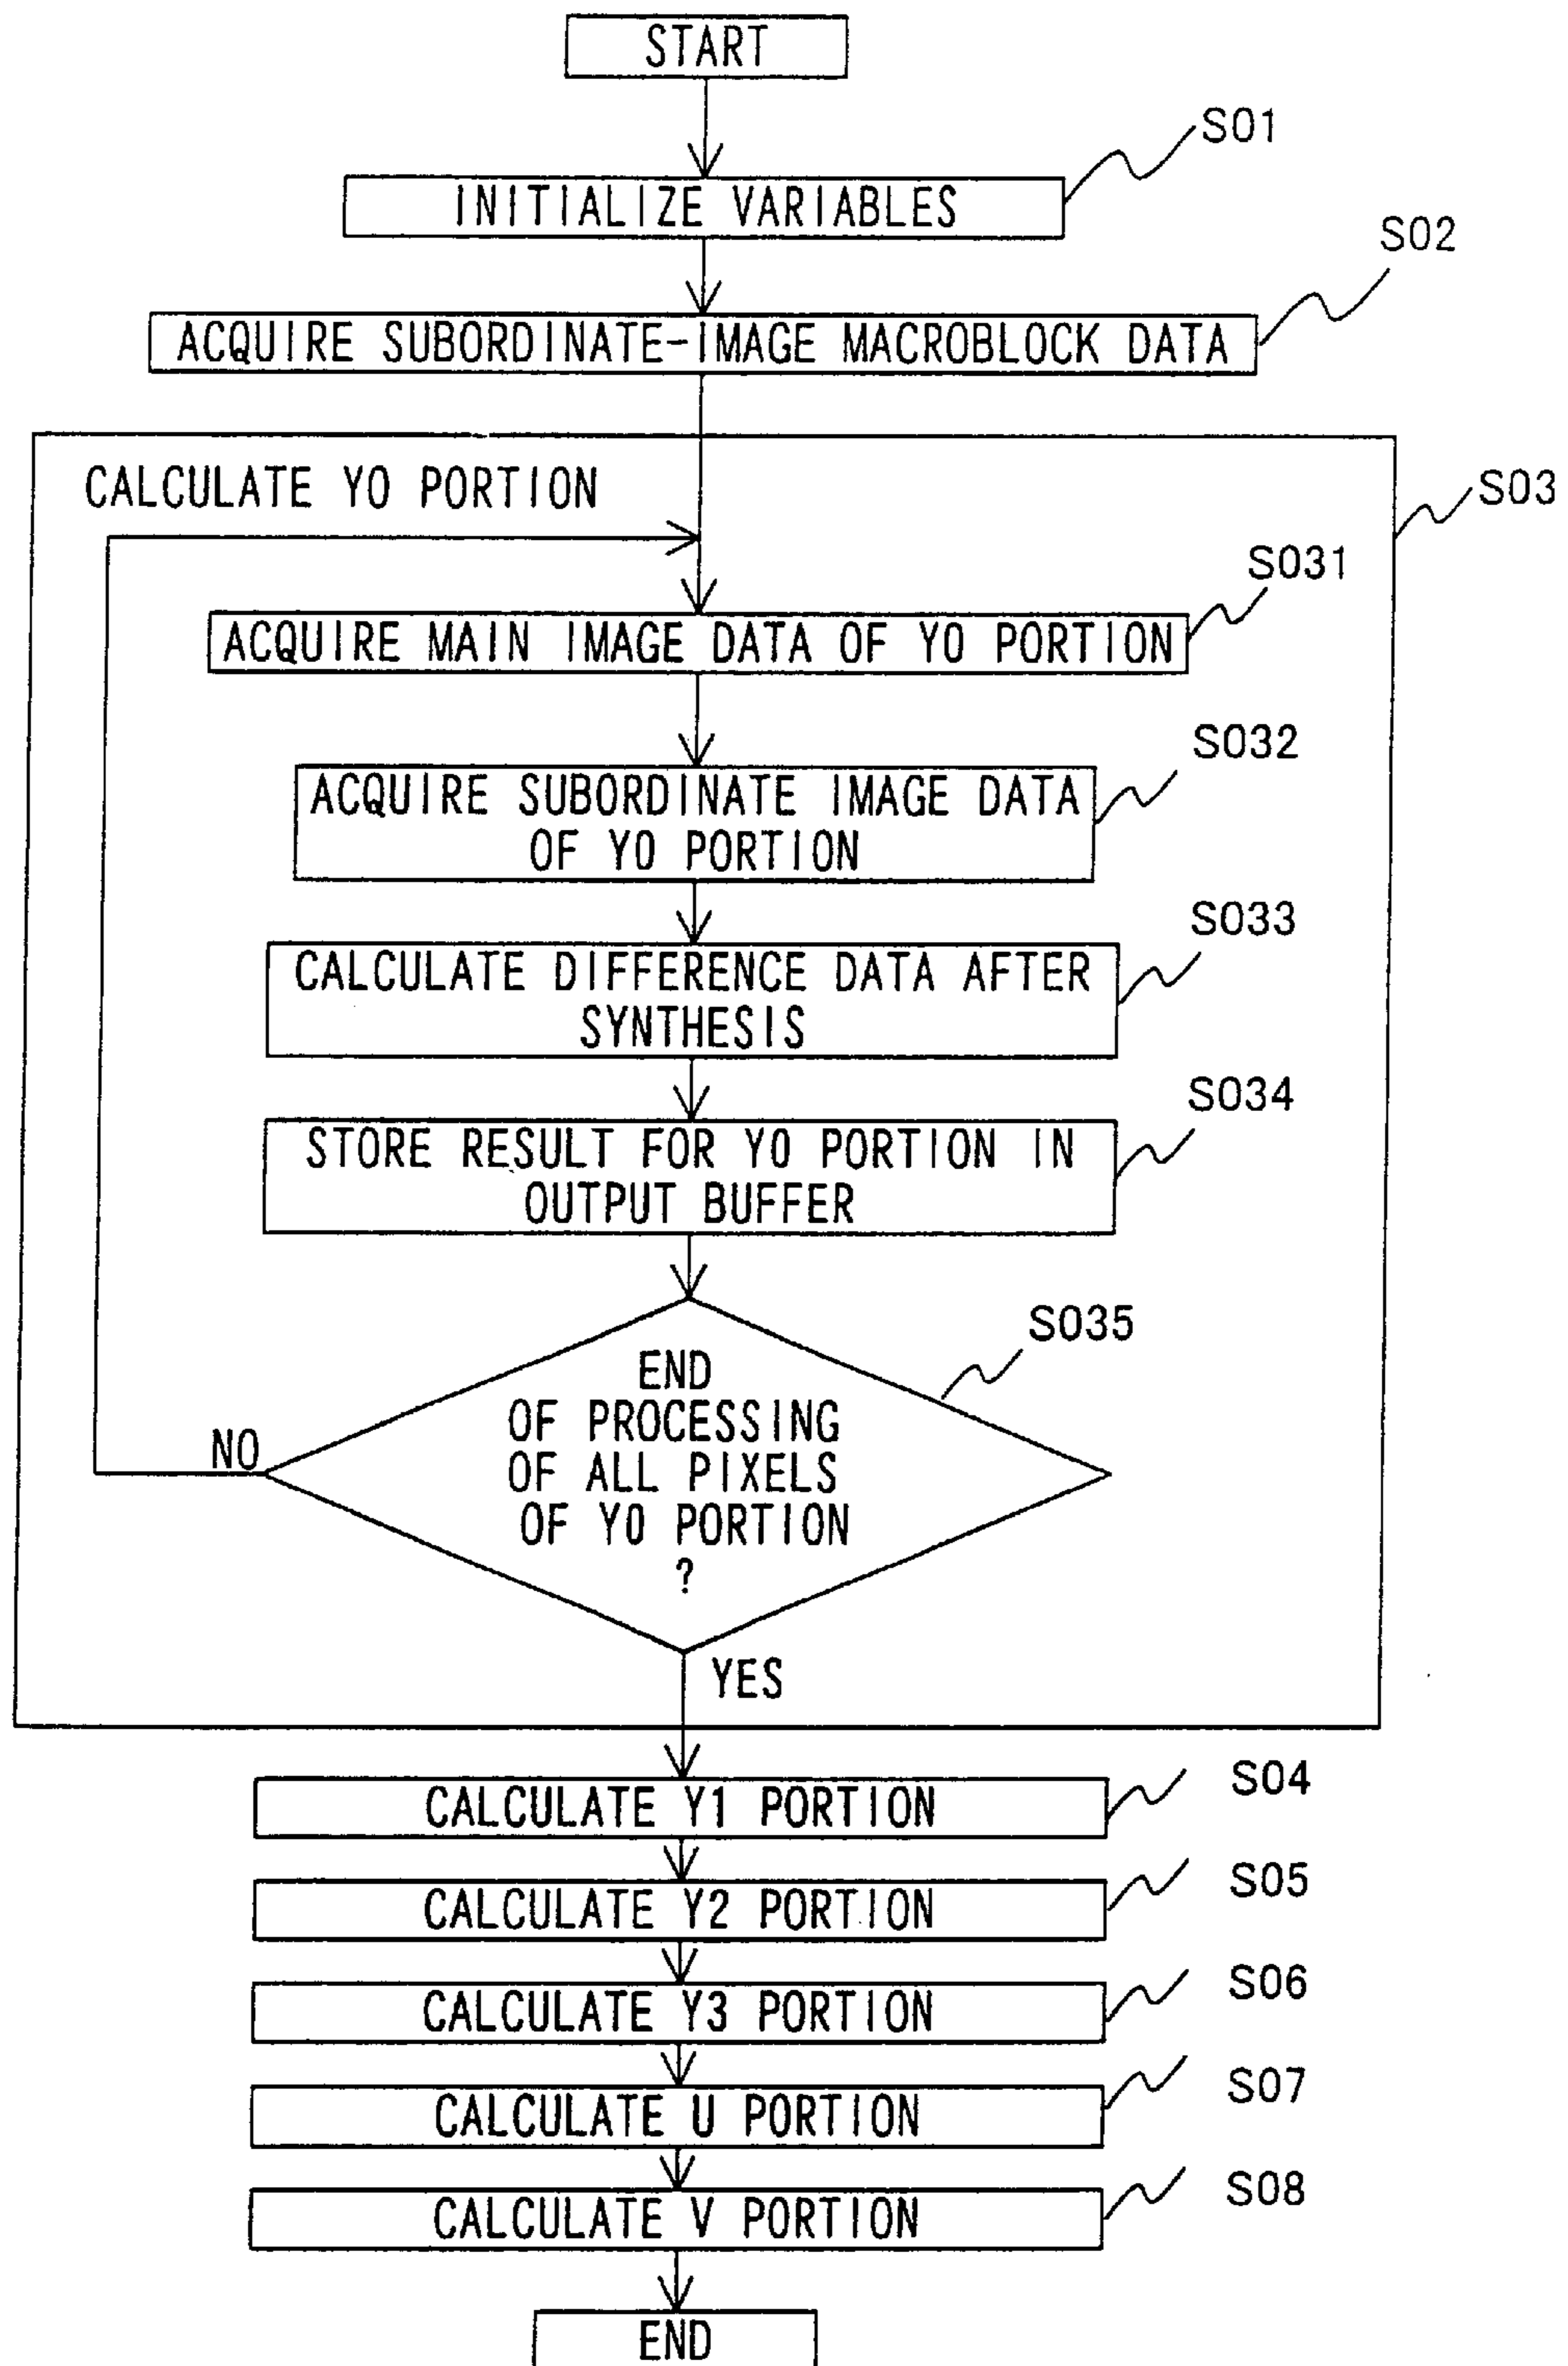 START
S01
INITIALIZE VARIABLES
S02
ACQUIRE SUBORDINATE-IMAGE MACROBLOCK DATA
CALCULATE Y0 PORTION
S03
S031
ACQUIRE MAIN IMAGE DATA OF Y0 PORTION
S032
ACQUIRE SUBORDINATE IMAGE DATA
OF Y0 PORTION
S033
CALCULATE DIFFERENCE DATA AFTER
SYNTHESIS
S034
STORE RESULT FOR Y0 PORTION IN
OUTPUT BUFFER
S035
END
OF PROCESSING
OF ALL PIXELS
OF Y0 PORTION
?
NO
YES
S04
CALCULATE Y1 PORTION
S05
CALCULATE Y2 PORTION
S06
CALCULATE Y3 PORTION
S07
CALCULATE U PORTION
S08
CALCULATE V PORTION
END